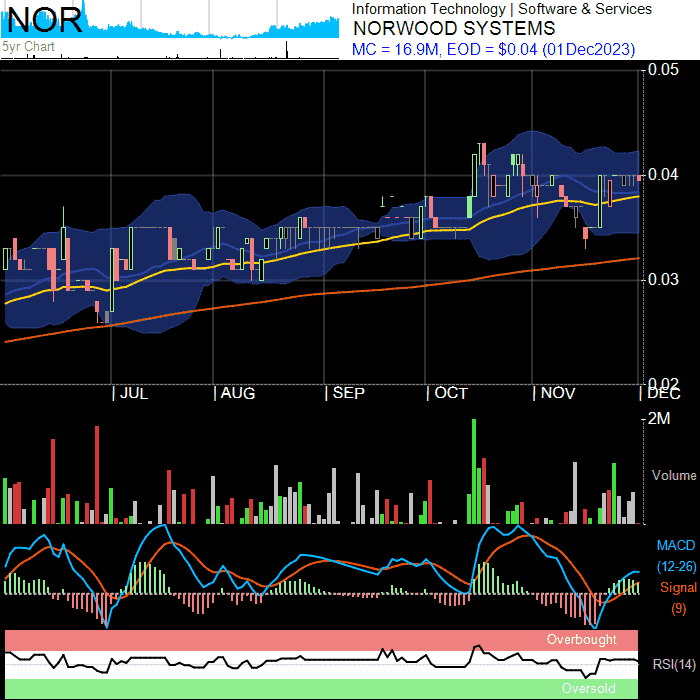 NOR
5yr Chart
Information Technology | Software & Services
NORWOOD SYSTEMS
MC = 16.9M, EOD = $0.04 (01Dec2023)
0.05
0.04
0.03
0.02
JUL
AUG
SEP
OCT
NOV
DEC
2M
Volume
MACD
(12-26)
Signal
(9)
Overbought
RSI(14)
Oversold